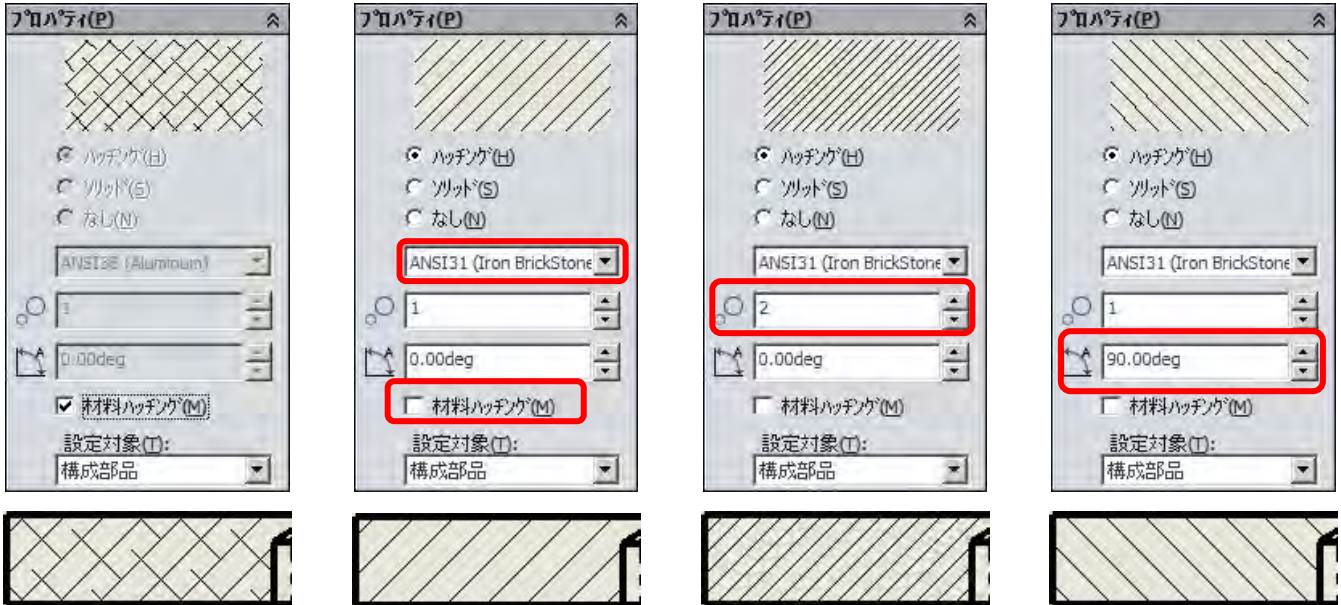 プロパティ(P)
ハッチング(H)
ソリッド(S)
なし(N)
ANSI38 (Aluminum)
1
0.00deg
材料ハッチング(M)
設定対象(T):
構成部品
プロパティ(P)
ハッチング(H)
ソリッド(S)
なし(N)
ANSI31 (Iron BrickStone
1
0.00deg
材料ハッチング(M)
設定対象(T):
構成部品
プロパティ(P)
ハッチング(H)
ソリッド(S)
なし(N)
ANSI31 (Iron BrickStone
2
0.00deg
材料ハッチング(M)
設定対象(T):
構成部品
プロパティ(P)
ハッチング(H)
ソリッド(S)
なし(N)
ANSI31 (Iron BrickStone
1
90.00deg
材料ハッチング(M)
設定対象(T):
構成部品